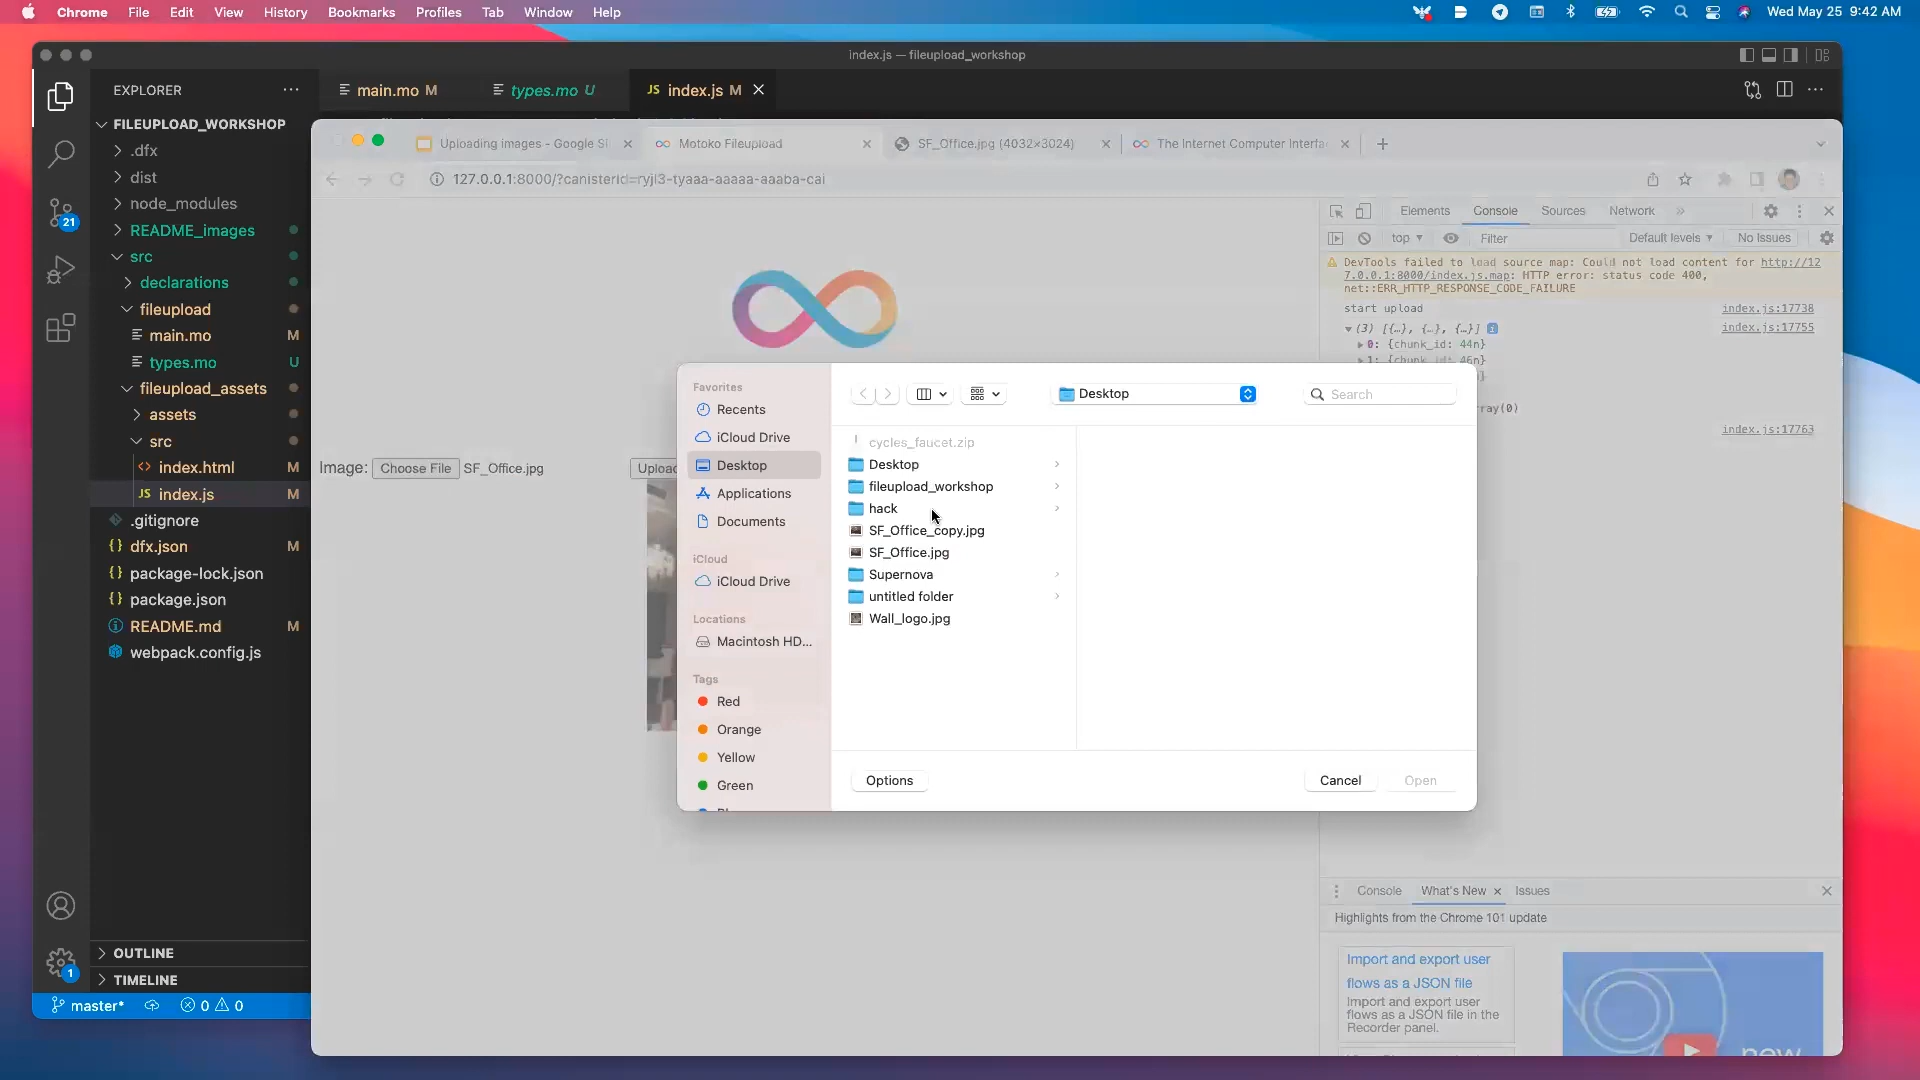 Chrome File Edit View History Bookmarks Profiles Tab Window Help Wed May 25 9:42 AM
index.js — fileupload_workshop
EXPLORER
main.mo M
types.mo U
JS index.js M
FILEUPLOAD_WORKSHOP
.dfx
dist
node_modules
21
README_images
src
declarations
fileupload
main.mo M
types.mo U
fileupload_assets
assets
src
index.html M
JS index.js M
.gitignore
dfx.json M
package-lock.json
package.json
README.md M
webpack.config.js
OUTLINE
TIMELINE
1
master* 0 0
Uploading images - Google Sl
Motoko Fileupload
SF_Office.jpg (4032×3024)
The Internet Computer Interfa
127.0.0.1:8000/?canisterId=ryjl3-tyaaa-aaaaa-aaaba-cai
Image: Choose File SF_Office.jpg
Elements Console Sources Network
top Filter Default levels No Issues
DevTools failed to load source map: Could not load content for http://12
7.0.0.1:8000/index.js.map: HTTP error: status code 400,
net::ERR_HTTP_RESPONSE_CODE_FAILURE
start upload index.js:17738
(3) [{…}, {…}, {…}] index.js:17755
0: {chunk_id: 44n}
1: {chunk_id: 46n}
index.js:17763
Favorites
Recents
iCloud Drive
Desktop
Applications
Documents
iCloud
iCloud Drive
Locations
Macintosh HD...
Tags
Red
Orange
Yellow
Green
Desktop
Search
cycles_faucet.zip
Desktop
fileupload_workshop
hack
SF_Office_copy.jpg
SF_Office.jpg
Supernova
untitled folder
Wall_logo.jpg
Options Cancel Open
Console What's New Issues
Highlights from the Chrome 101 update
Import and export user
flows as a JSON file
Import and export user
flows as a JSON file in the
Recorder panel.
new